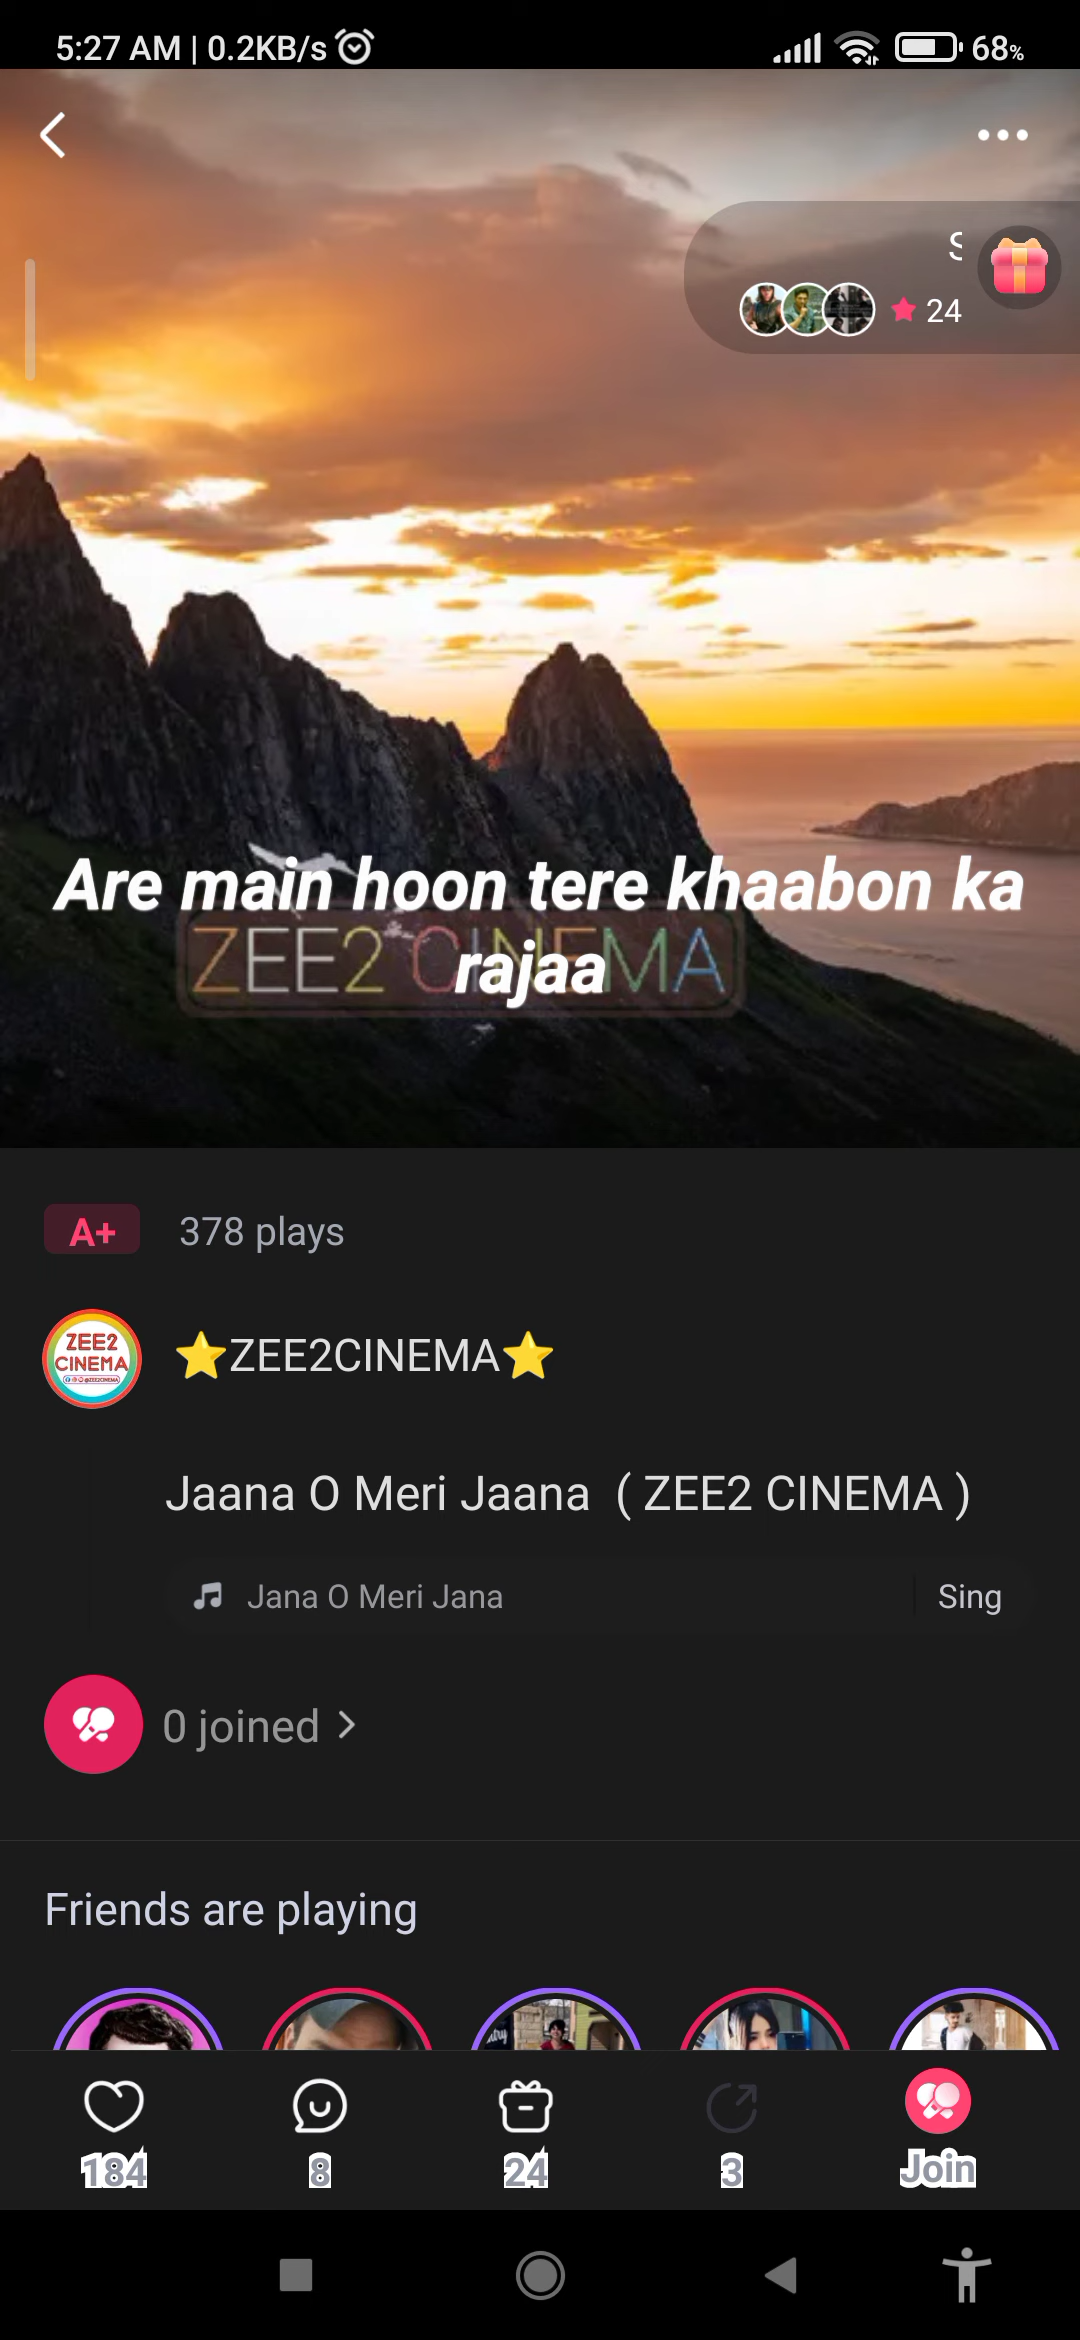 5:27 AM | 0.2KB/s
68%
S
24
Are main hoon tere khaabon ka
rajaa
ZEE2 CINEMA
A+ 378 plays
ZEE2
CINEMA
@ZEE2CINEMA
⭐ZEE2CINEMA⭐
Jaana O Meri Jaana ( ZEE2 CINEMA )
Jana O Meri Jana
Sing
0 joined >
Friends are playing
184
8
24
3
Join